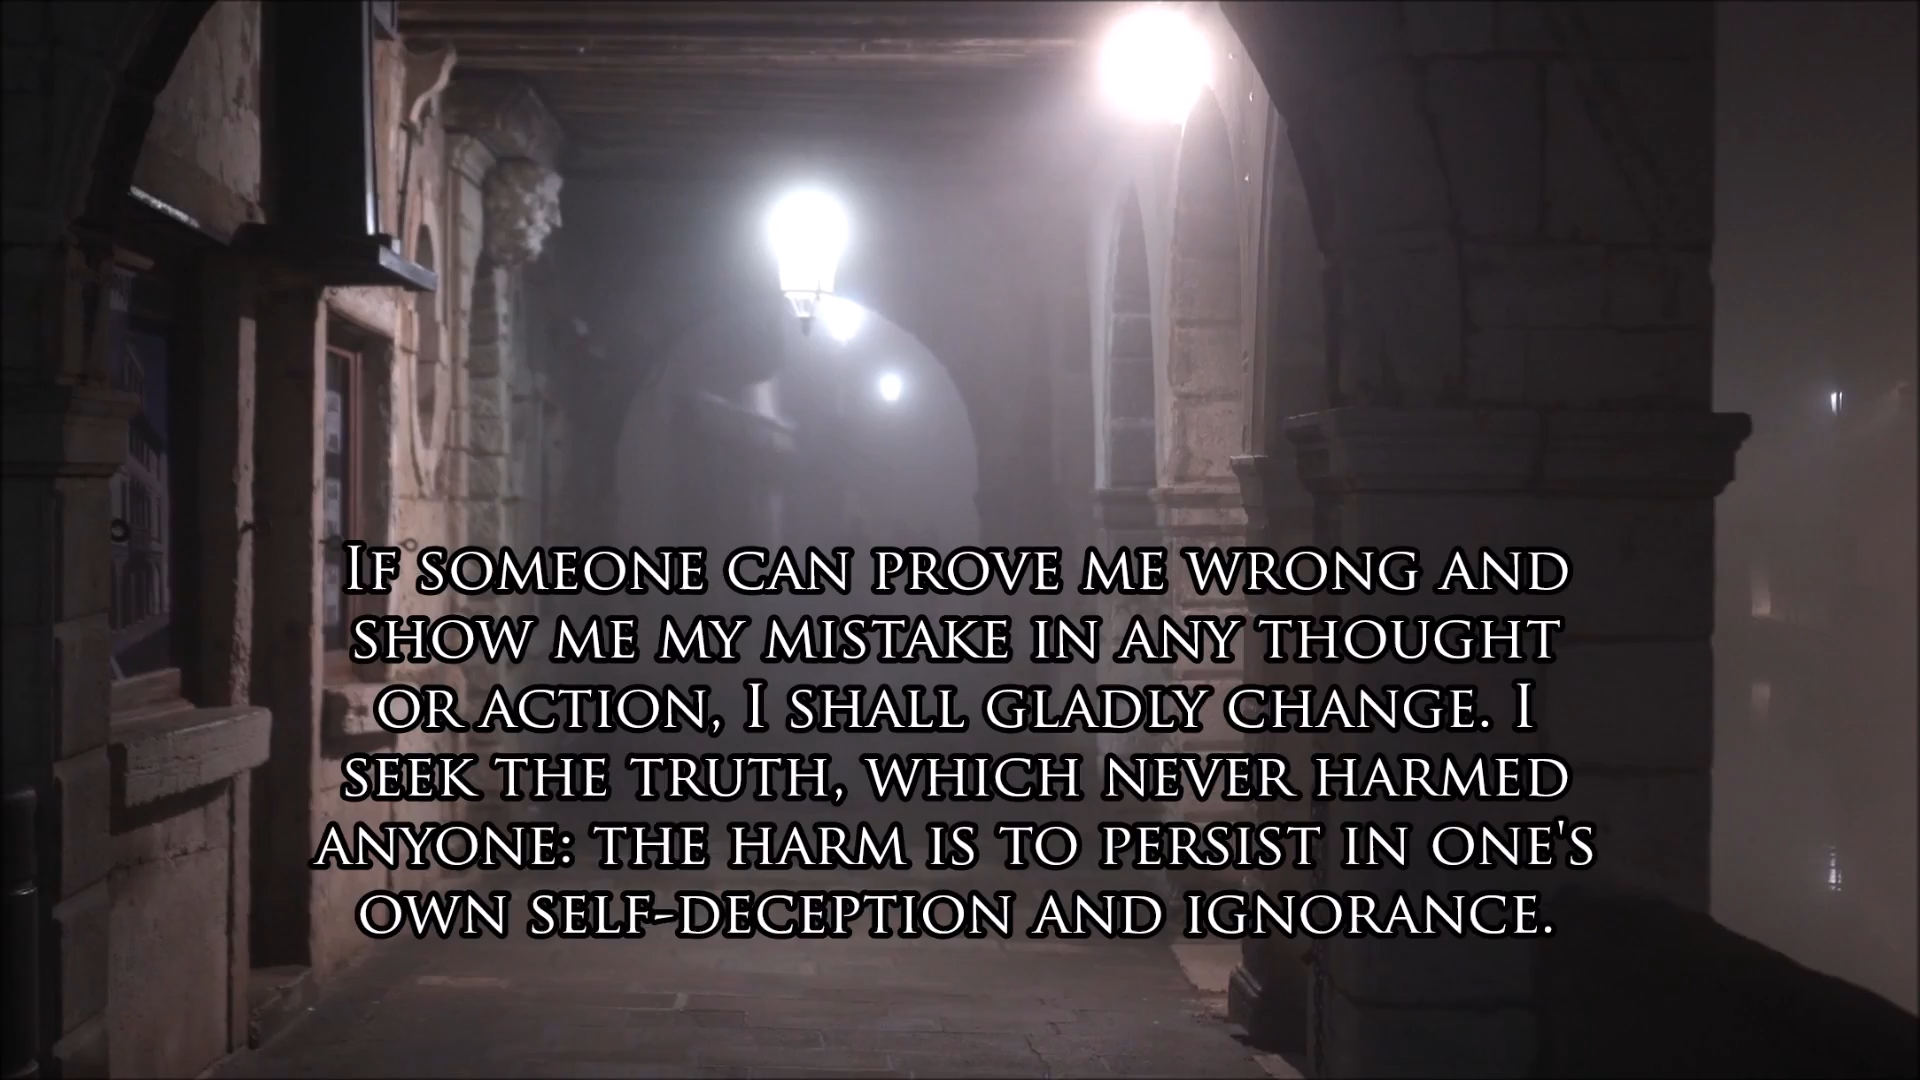 If someone can prove me wrong and
show me my mistake in any thought
or action, I shall gladly change. I
seek the truth, which never harmed
anyone: the harm is to persist in one's
own self-deception and ignorance.